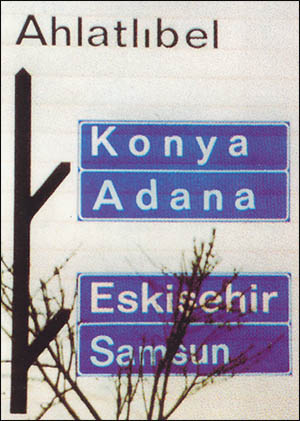 Ahlatlıbel
Konya
Adana
Eskisehir
Samsun